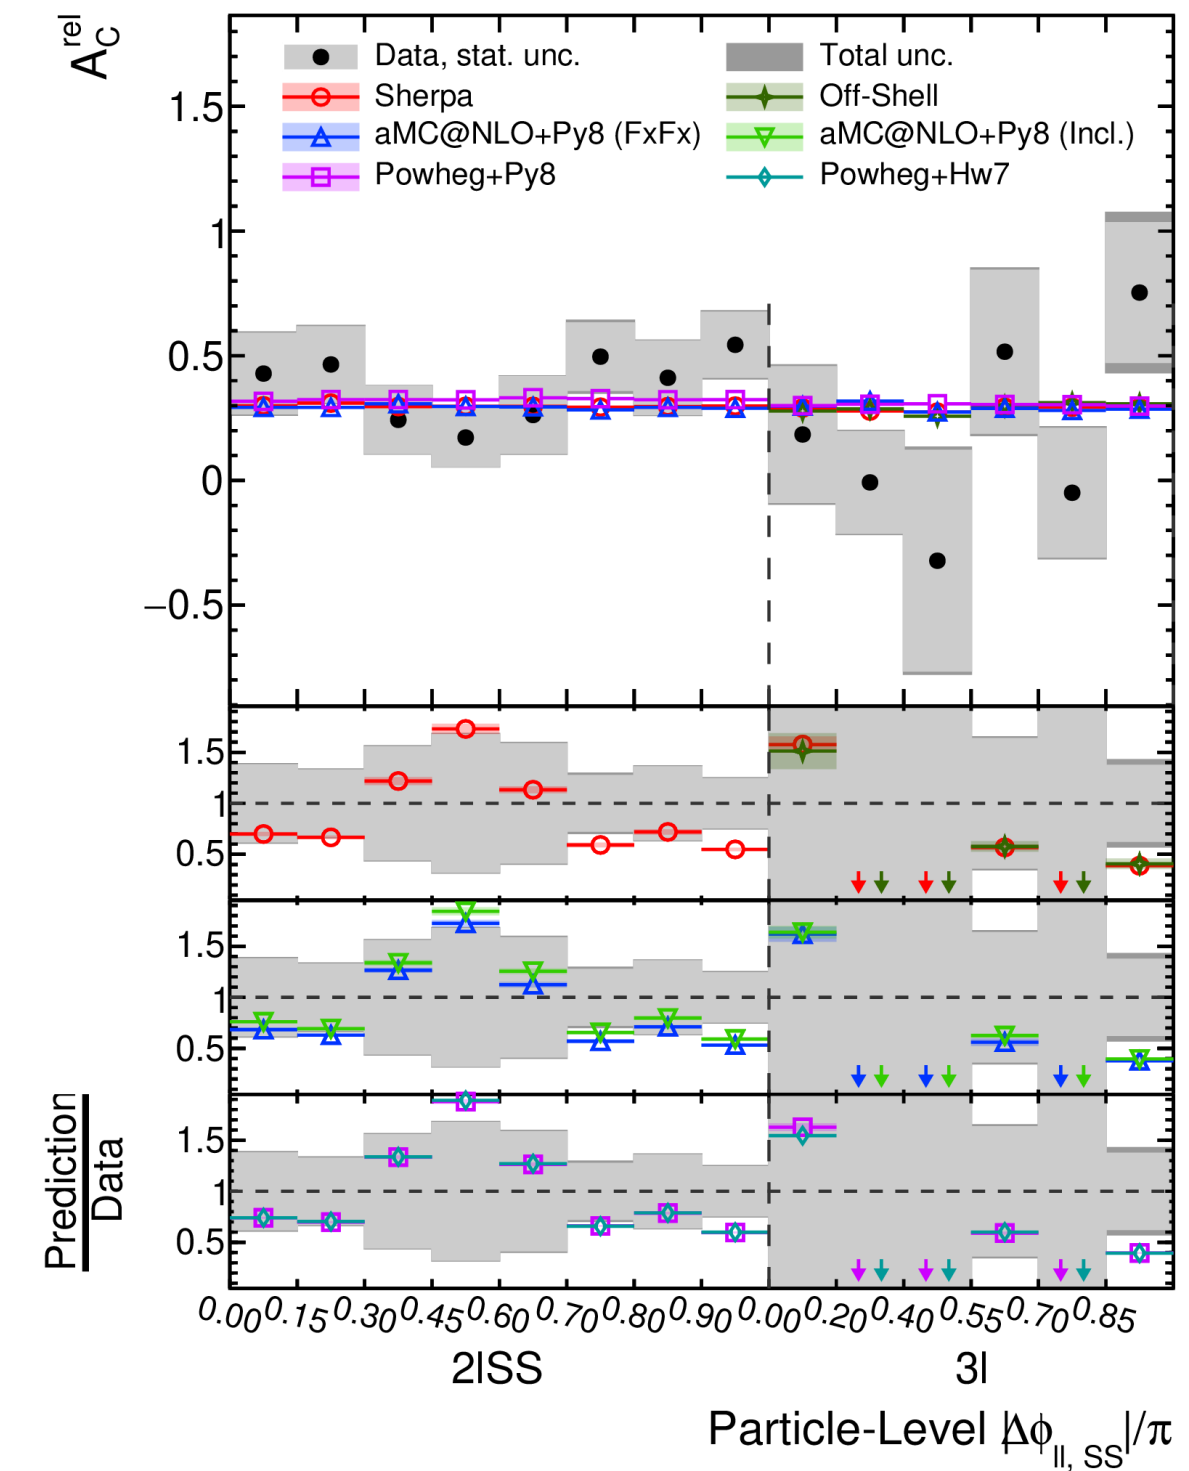 A_C^rel
Data, stat. unc. Total unc.
Sherpa Off-Shell
aMC@NLO+Py8 (FxFx) aMC@NLO+Py8 (Incl.)
Powheg+Py8 Powheg+Hw7
1.5
1
0.5
0
−0.5
1.5
1
0.5
1.5
1
0.5
1.5
1
0.5
Prediction
Data
0.00 0.15 0.30 0.45 0.60 0.70 0.80 0.90 0.00 0.20 0.40 0.55 0.70 0.85
2lSS 3l
Particle-Level |Δϕ_ll, SS|/π